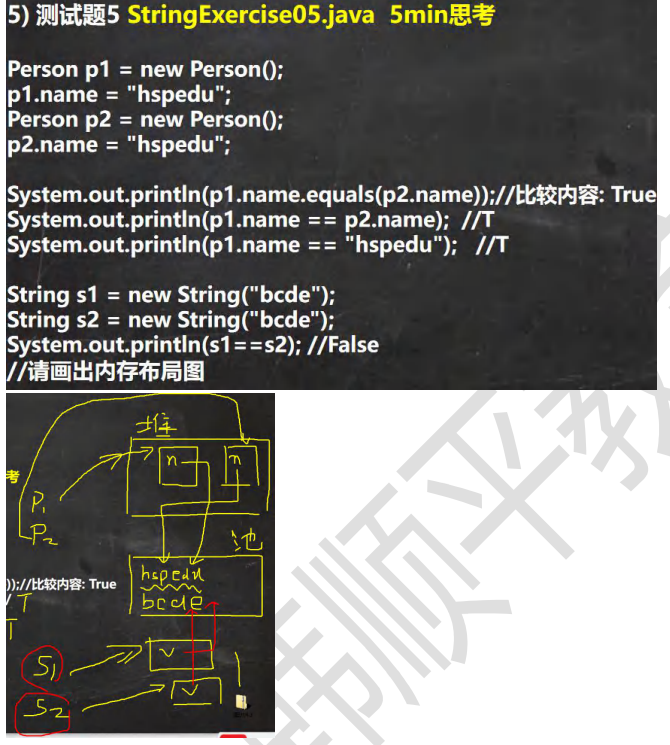 5) 测试题5 StringExercise05.java 5min思考
Person p1 = new Person();
p1.name = "hspedu";
Person p2 = new Person();
p2.name = "hspedu";
System.out.println(p1.name.equals(p2.name));//比较内容: True
System.out.println(p1.name == p2.name); //T
System.out.println(p1.name == "hspedu"); //T
String s1 = new String("bcde");
String s2 = new String("bcde");
System.out.println(s1==s2); //False
//请画出内存布局图
堆
n n
考
P1
P2
池
));//比较内容: True
hspedu
/ T
bcde
T
v
S1
v
S2
韩顺平教